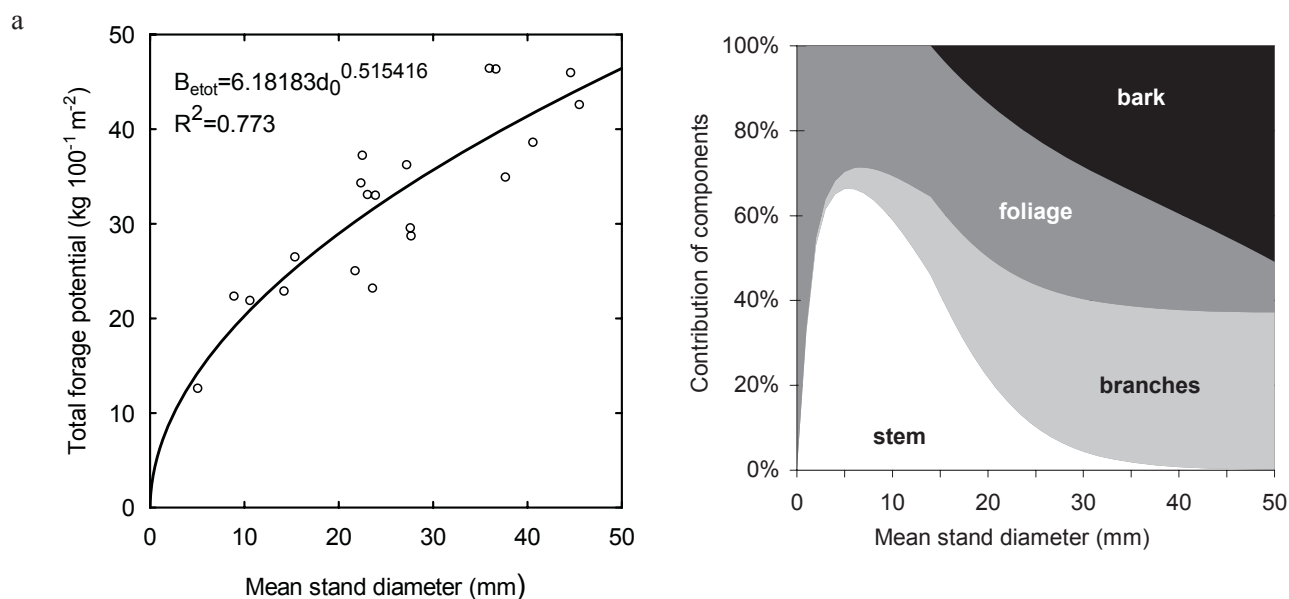 a
50
40
30
20
10
0
Total forage potential (kg 100⁻¹ m⁻²)
B_etot=6.18183d₀^0.515416
R²=0.773
0 10 20 30 40 50
Mean stand diameter (mm)
100%
80%
60%
40%
20%
0%
Contribution of components
bark
foliage
branches
stem
0 10 20 30 40 50
Mean stand diameter (mm)